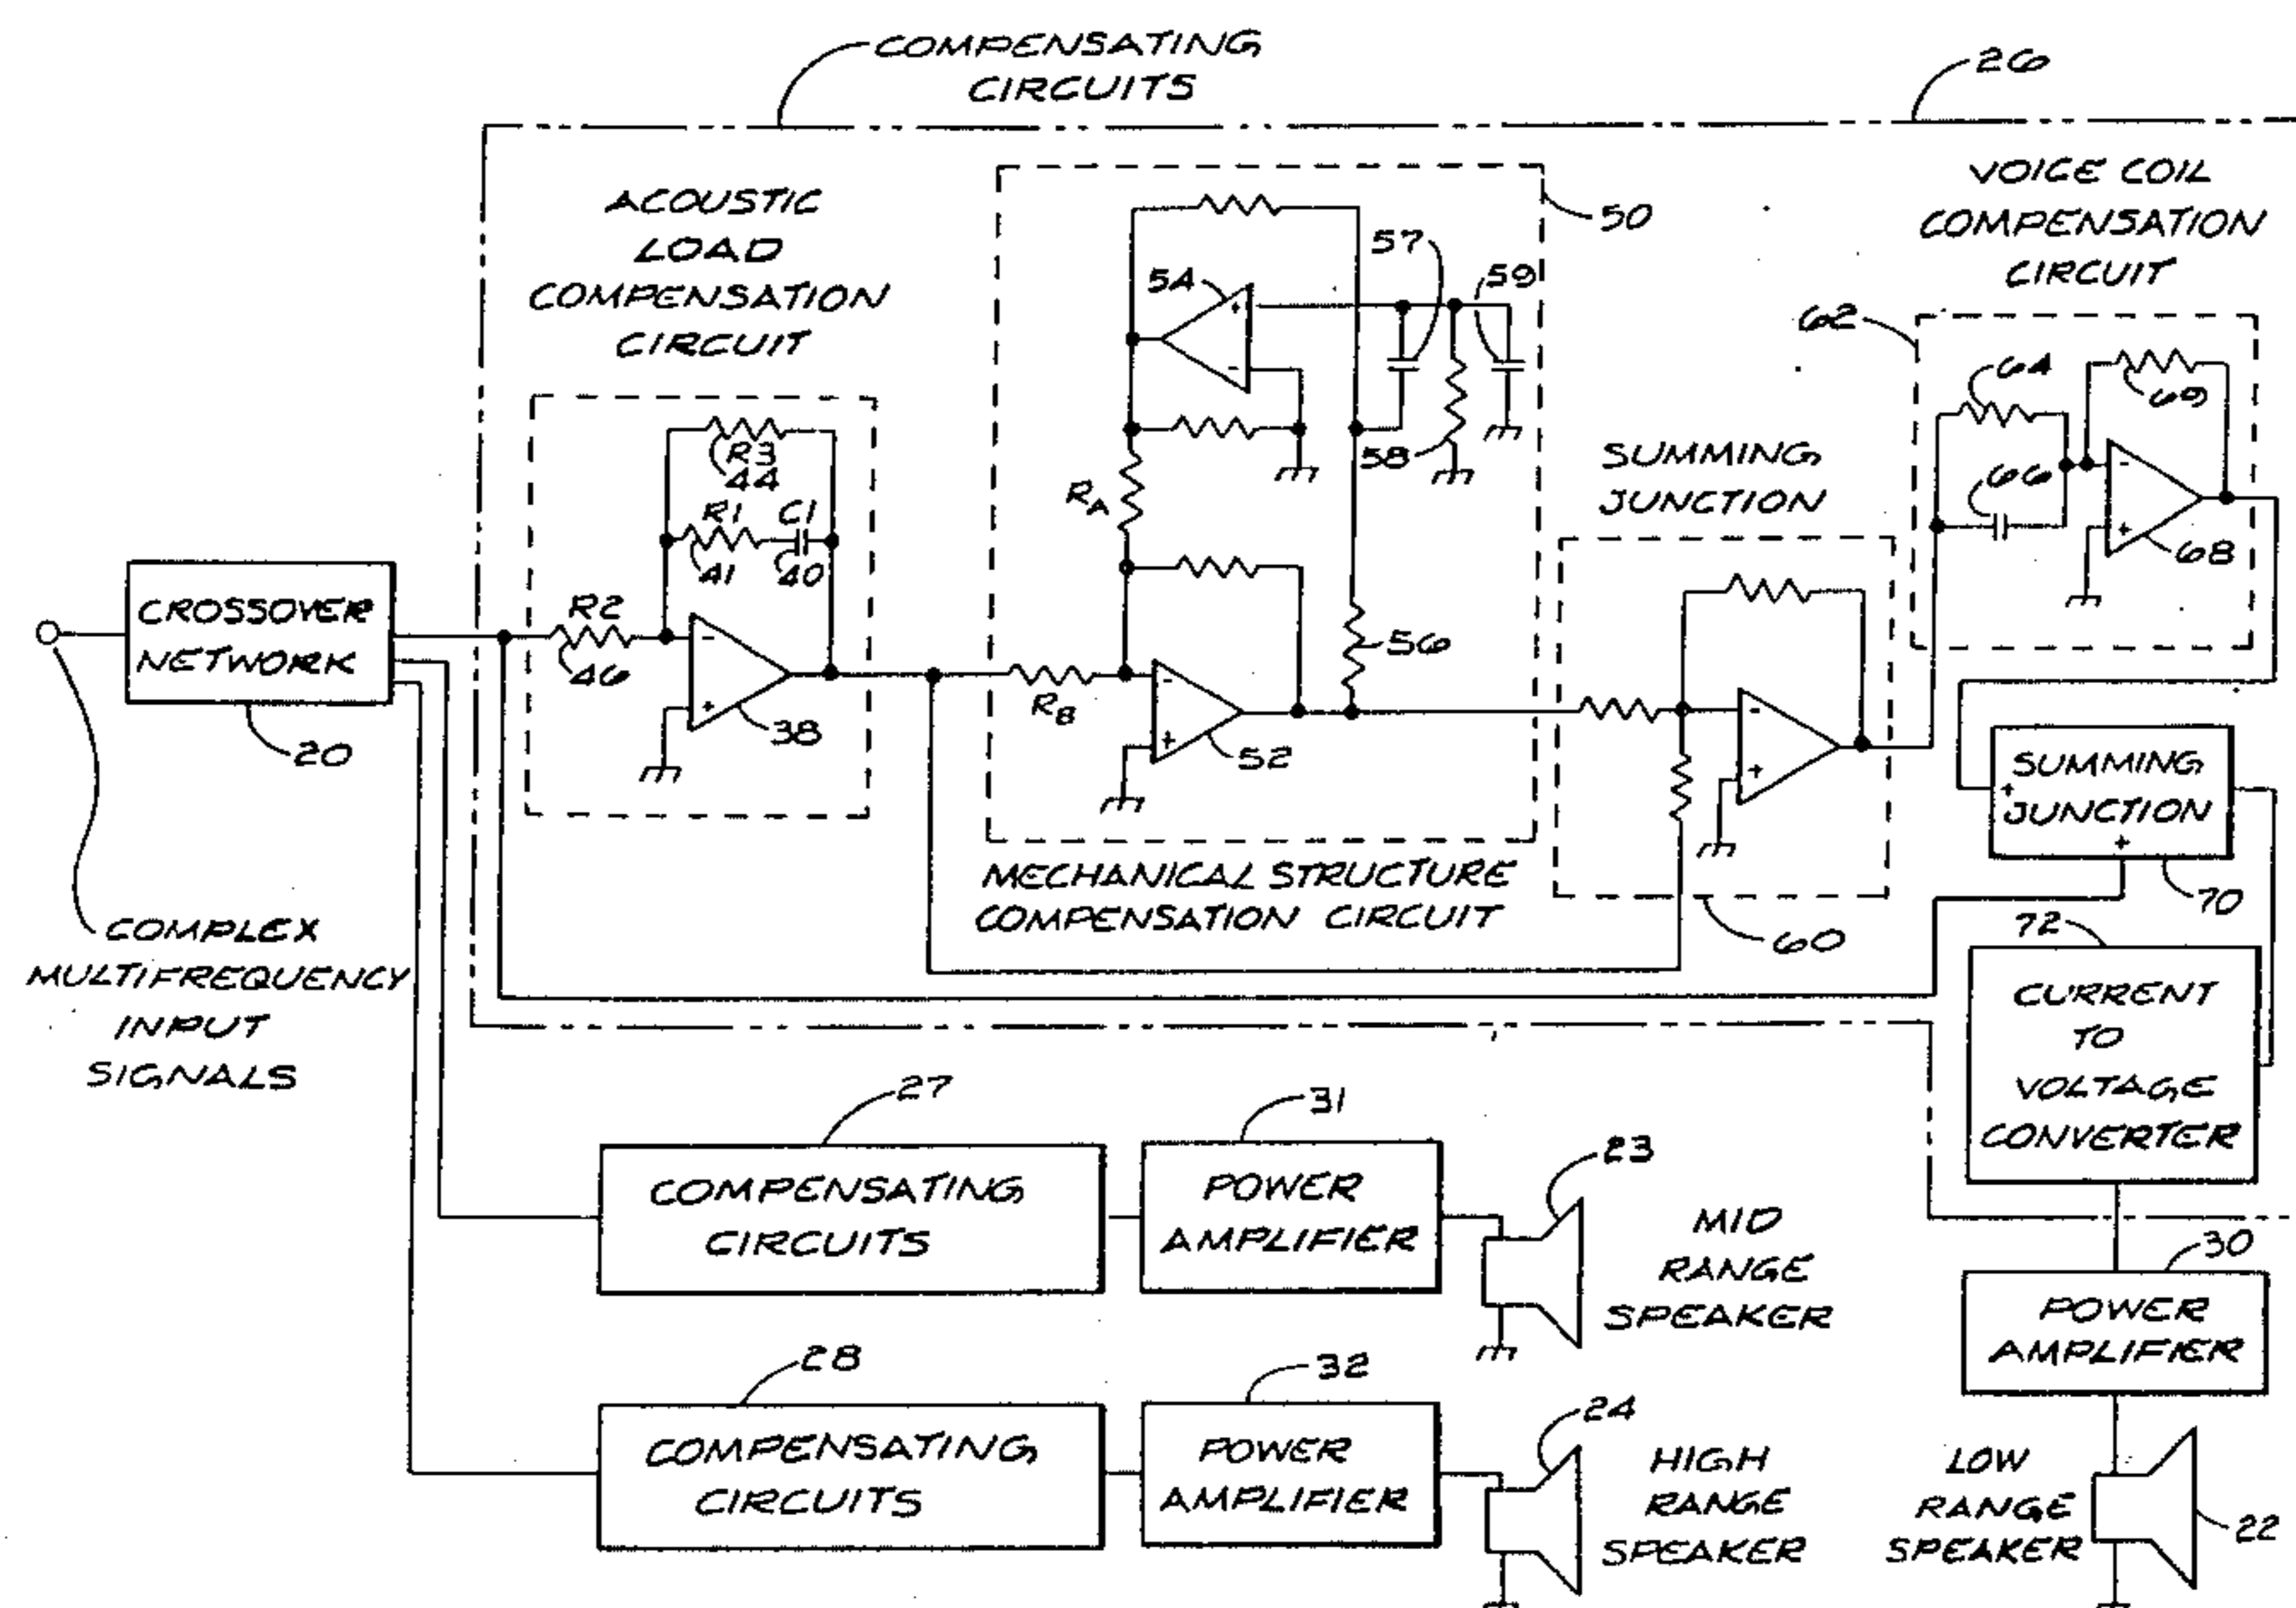 COMPENSATING
CIRCUITS
26
ACOUSTIC
LOAD
COMPENSATION
CIRCUIT
R3
44
R1
C1
41
40
R2
46
-
+
38
50
54
+
-
57
59
58
RA
RB
-
+
52
56
MECHANICAL STRUCTURE
COMPENSATION CIRCUIT
SUMMING
JUNCTION
-
+
60
VOICE COIL
COMPENSATION
CIRCUIT
62
64
66
69
-
+
68
+
SUMMING
JUNCTION
+
70
72
CURRENT
TO
VOLTAGE
CONVERTER
CROSSOVER
NETWORK
20
COMPLEX
MULTIFREQUENCY
INPUT
SIGNALS
27
COMPENSATING
CIRCUITS
31
POWER
AMPLIFIER
23
MID
RANGE
SPEAKER
28
COMPENSATING
CIRCUITS
32
POWER
AMPLIFIER
24
HIGH
RANGE
SPEAKER
30
POWER
AMPLIFIER
LOW
RANGE
SPEAKER
22